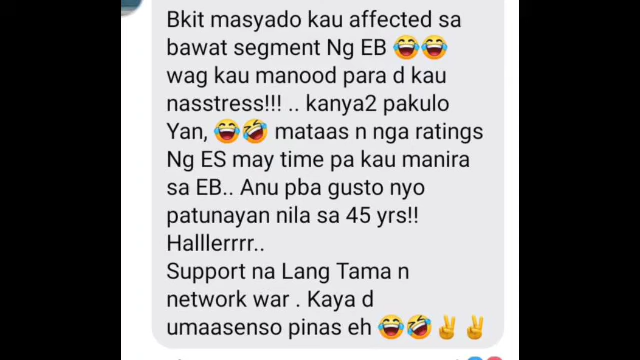 Bkit masyado kau affected sa
bawat segment Ng EB 😂😂
wag kau manood para d kau
nasstress!!! .. kanya2 pakulo
Yan, 😂🤣 mataas n nga ratings
Ng ES may time pa kau manira
sa EB.. Anu pba gusto nyo
patunayan nila sa 45 yrs!!
Halllerrrr..
Support na Lang Tama n
network war . Kaya d
umaasenso pinas eh 😂🤣✌✌